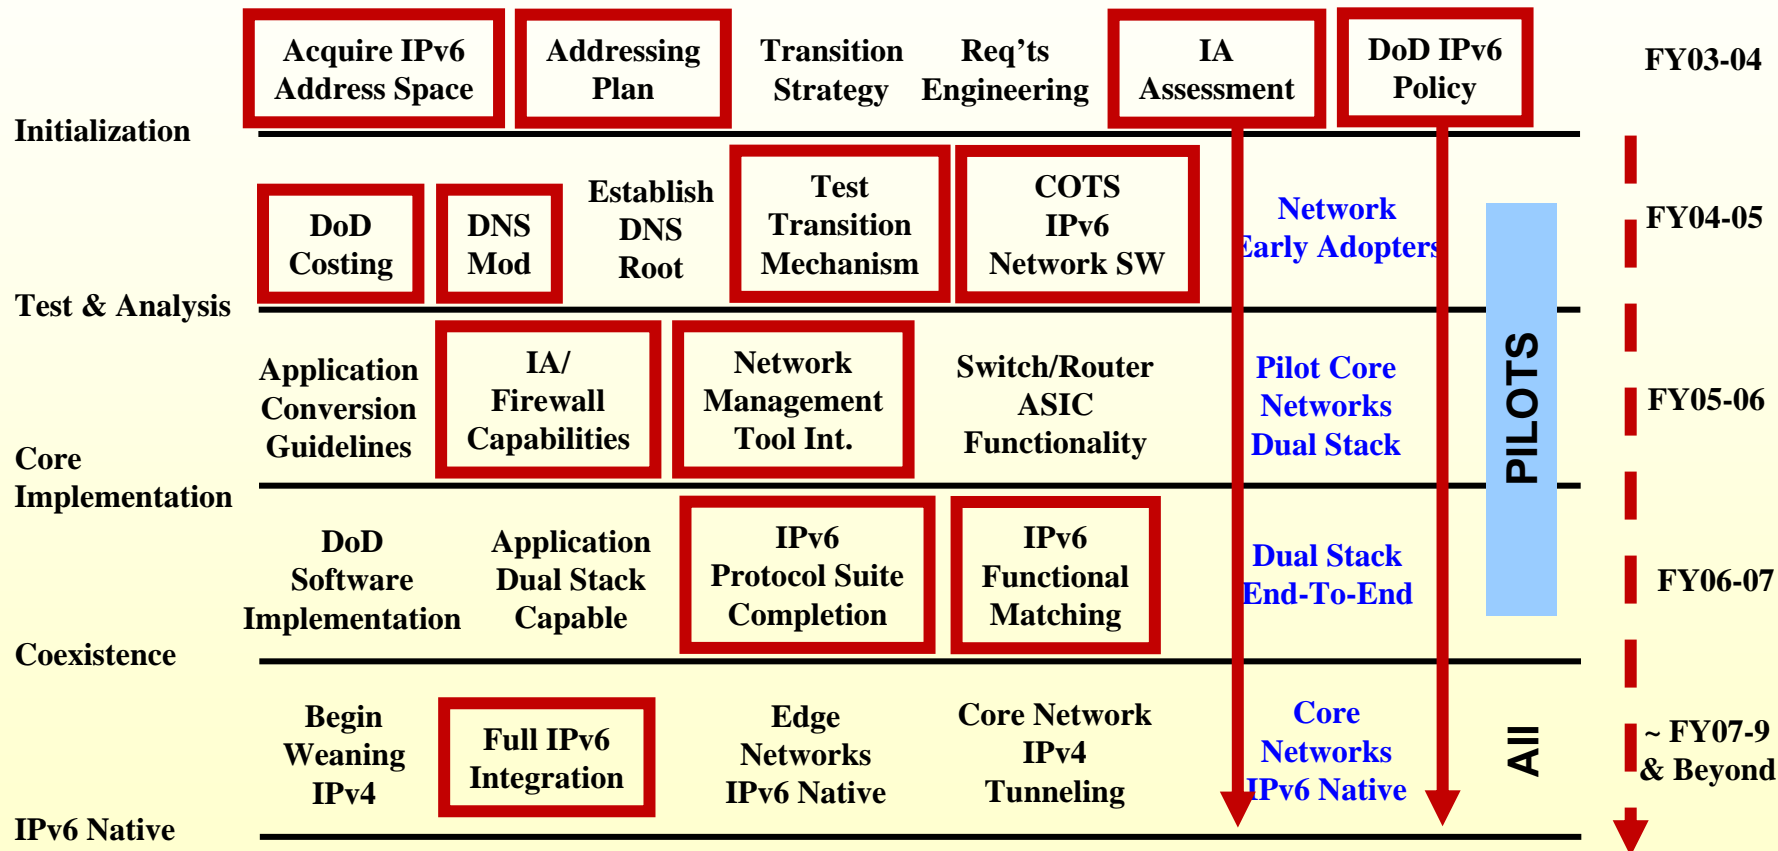 Acquire IPv6
Address Space
Addressing
Plan
Transition
Strategy
Req'ts
Engineering
IA
Assessment
DoD IPv6
Policy
FY03-04
Initialization
DoD
Costing
DNS
Mod
Establish
DNS
Root
Test
Transition
Mechanism
COTS
IPv6
Network SW
Network
Early Adopters
FY04-05
Test & Analysis
Application
Conversion
Guidelines
IA/
Firewall
Capabilities
Network
Management
Tool Int.
Switch/Router
ASIC
Functionality
Pilot Core
Networks
Dual Stack
PILOTS
FY05-06
Core
Implementation
DoD
Software
Implementation
Application
Dual Stack
Capable
IPv6
Protocol Suite
Completion
IPv6
Functional
Matching
Dual Stack
End-To-End
FY06-07
Coexistence
Begin
Weaning
IPv4
Full IPv6
Integration
Edge
Networks
IPv6 Native
Core Network
IPv4
Tunneling
Core
Networks
IPv6 Native
All
~ FY07-9
& Beyond
IPv6 Native